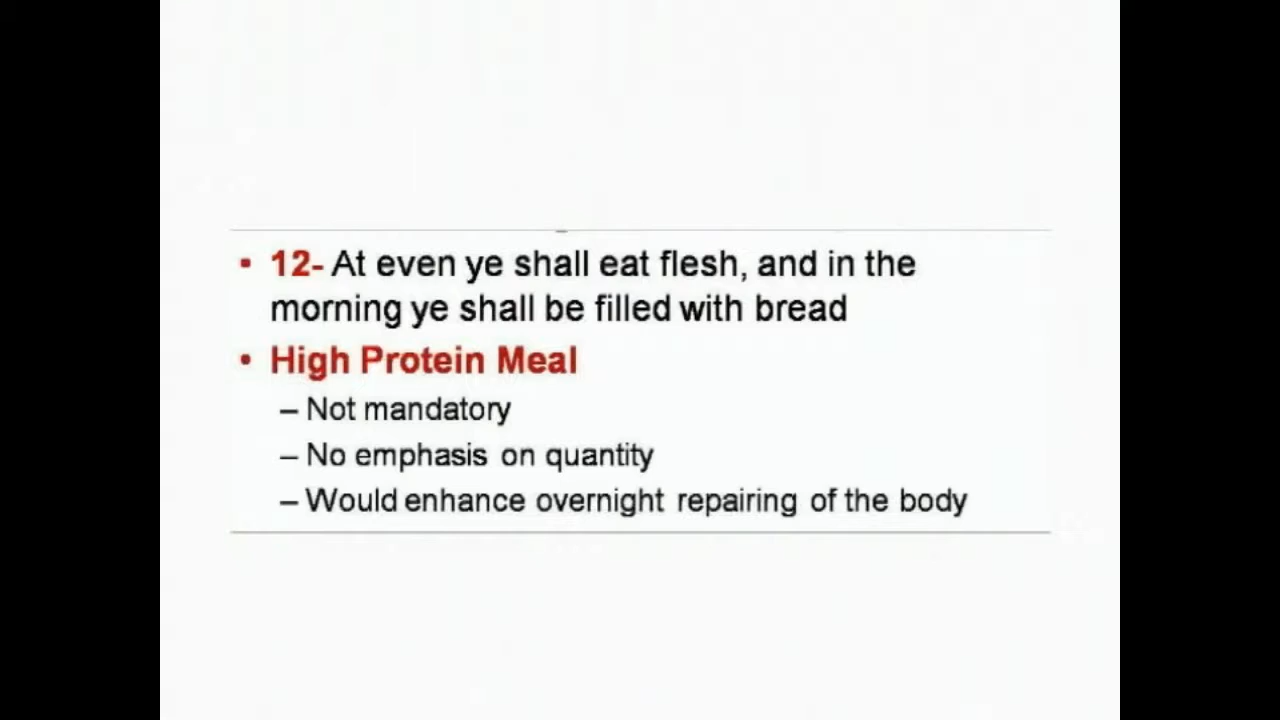 • 12- At even ye shall eat flesh, and in the
morning ye shall be filled with bread
• High Protein Meal
– Not mandatory
– No emphasis on quantity
– Would enhance overnight repairing of the body